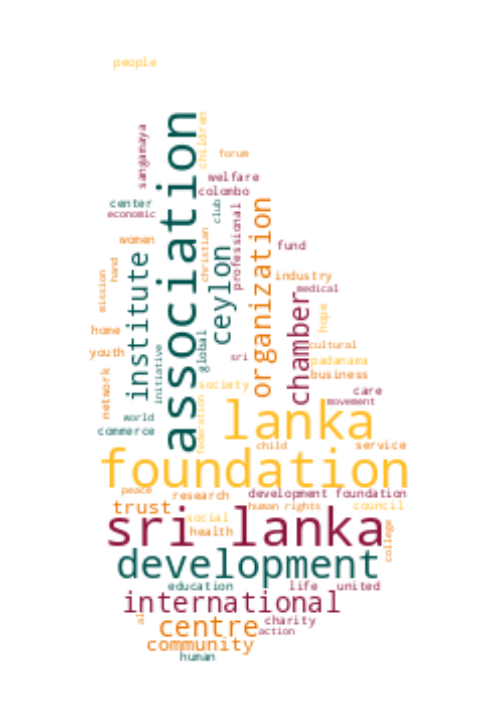 people
association
children
sangamaya
forum
welfare
colombo
center
economic
club
professional
organization
women
christian
ceylon
fund
institute
hand
mission
industry
medical
chamber
hope
home
youth
initiative
global
sri
cultural
padanama
business
network
society
care
movement
world
commerce
federation
lanka
child
service
foundation
peace
research
development foundation
trust
human rights
council
sri lanka
social
health
college
development
education
life
united
international
al
centre
charity
action
community
human